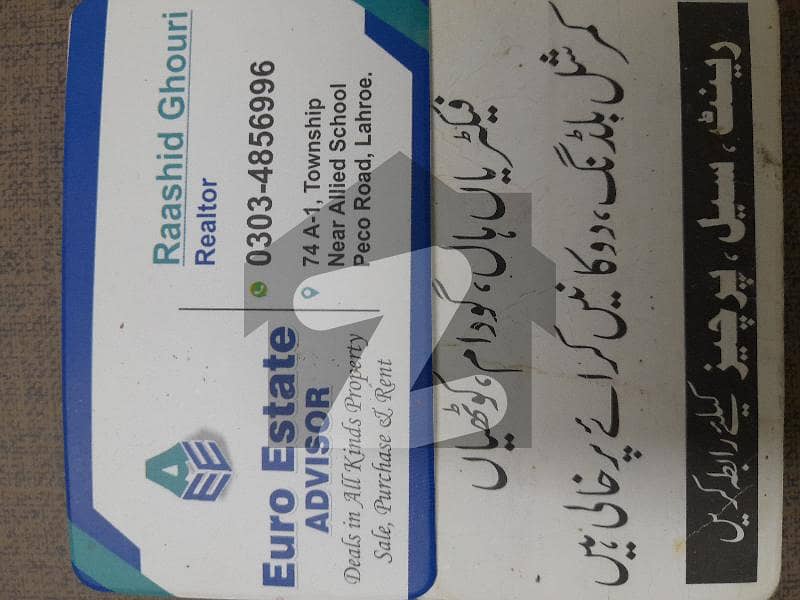 Euro Estate
ADVISOR
Deals in All Kinds Property
Sale, Purchase & Rent
Raashid Ghouri
Realtor
0303-4856996
74 A-1, Township
Near Allied School
Peco Road, Lahroe.
فیکٹریاں ہال، گودام، کوٹھیاں
کمرشل بلڈنگ، دوکانیں کرائے پر خالی ہیں
رینٹ، سیل، پرچیز کیلئے رابطہ کریں